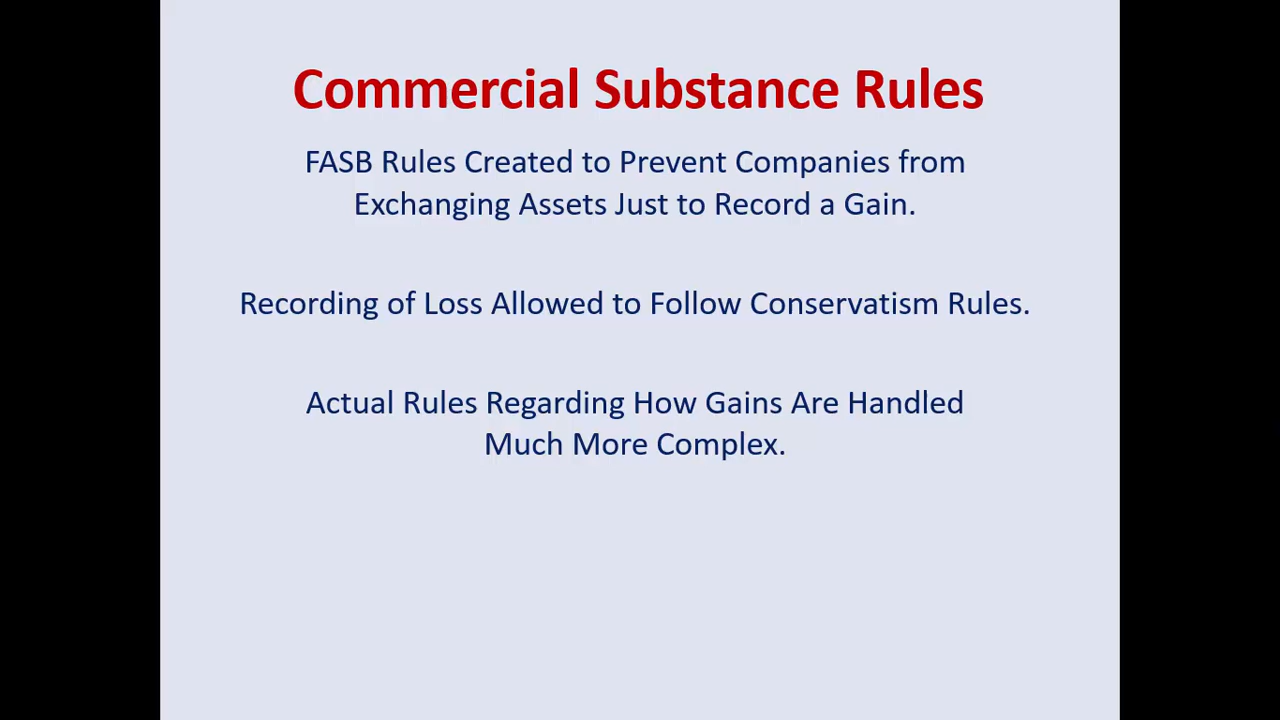 Commercial Substance Rules
FASB Rules Created to Prevent Companies from
Exchanging Assets Just to Record a Gain.
Recording of Loss Allowed to Follow Conservatism Rules.
Actual Rules Regarding How Gains Are Handled
Much More Complex.